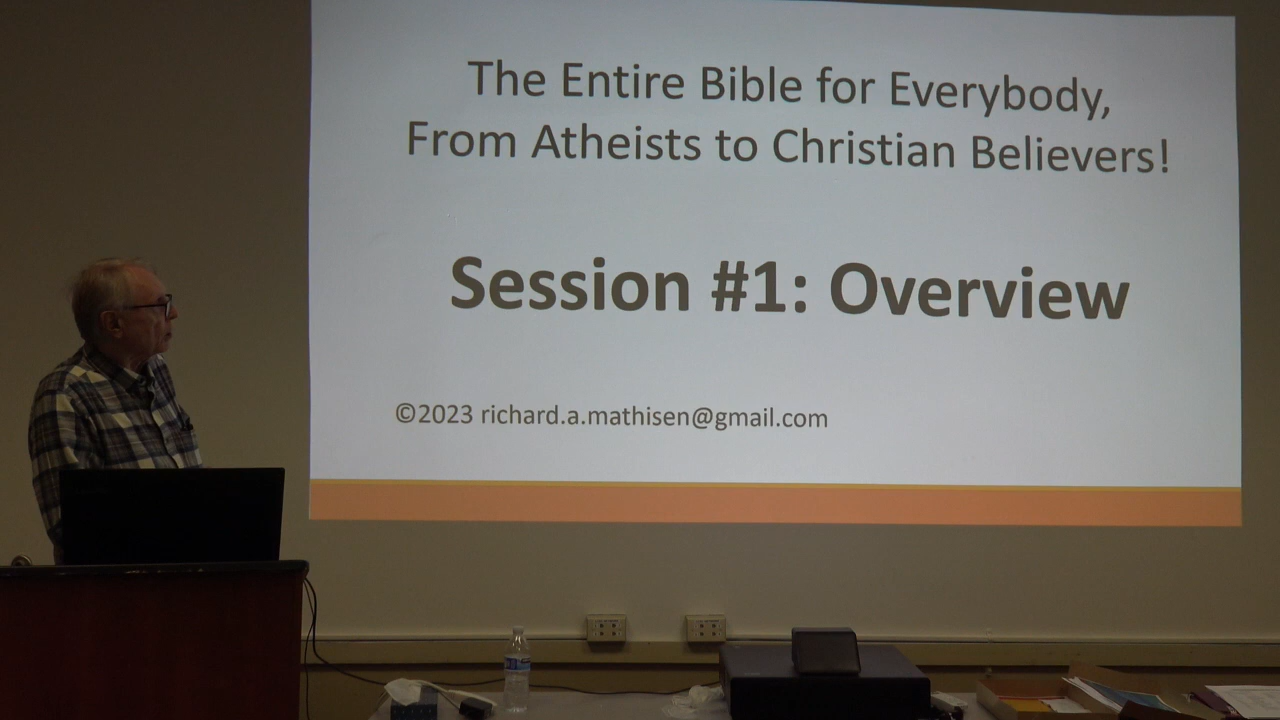 The Entire Bible for Everybody,
From Atheists to Christian Believers!
Session #1: Overview
©2023 richard.a.mathisen@gmail.com